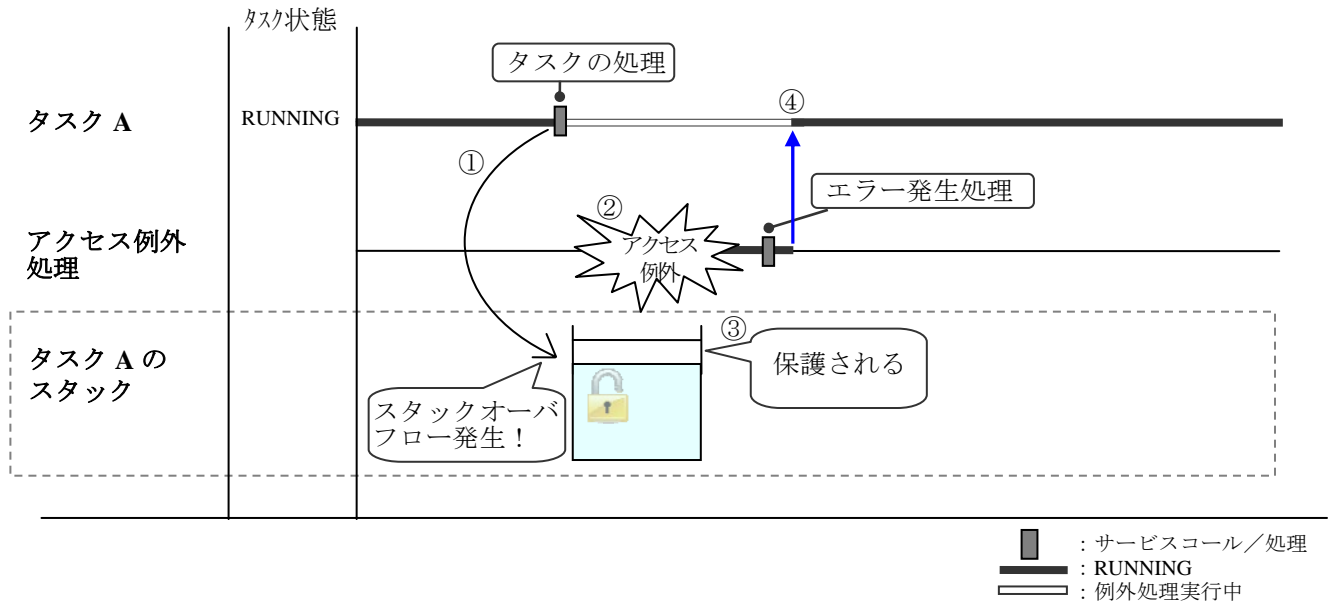 タスク状態
タスクの処理
タスク A
RUNNING
④
①
エラー発生処理
②
アクセス例外
処理
アクセス
例外
③
タスク A の
スタック
保護される
スタックオーバ
フロー発生！
：サービスコール／処理
：RUNNING
：例外処理実行中